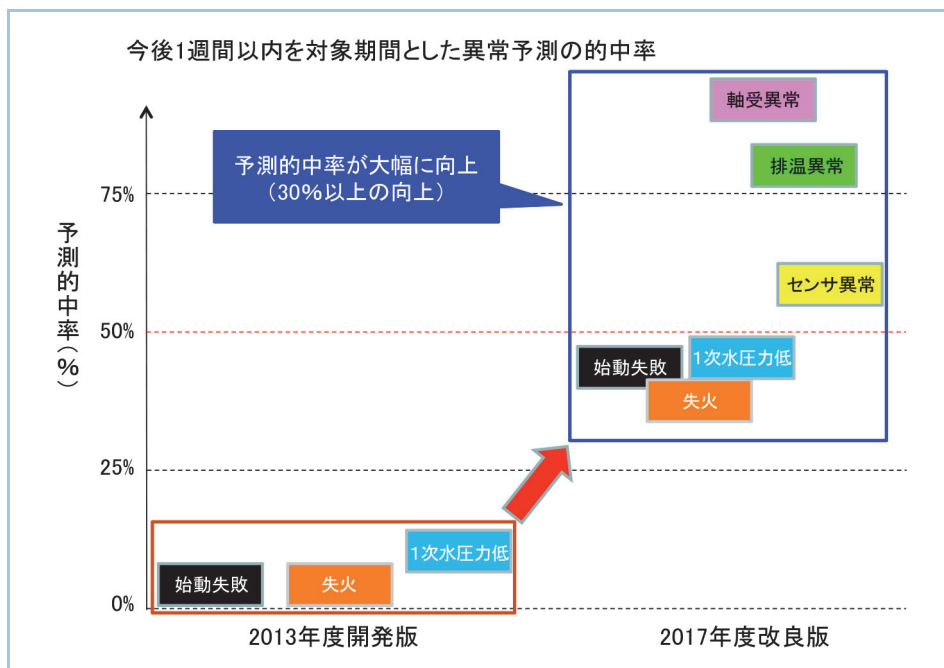 今後1週間以内を対象期間とした異常予測の的中率
予測的中率(%)
75%
50%
25%
0%
予測的中率が大幅に向上
(30%以上の向上)
軸受異常
排温異常
センサ異常
1次水圧力低
始動失敗
失火
1次水圧力低
始動失敗
失火
2013年度開発版
2017年度改良版